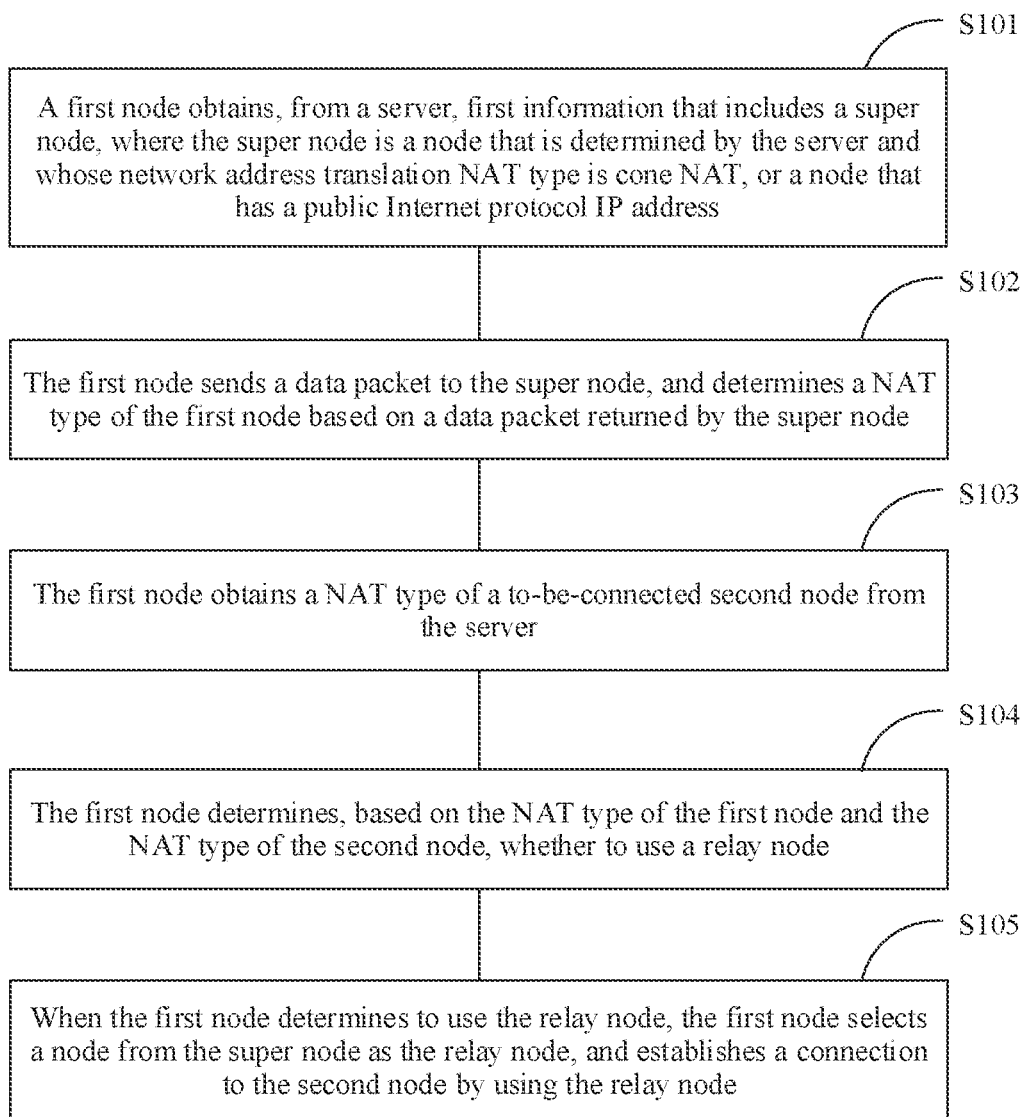 S101
A first node obtains, from a server, first information that includes a super
node, where the super node is a node that is determined by the server and
whose network address translation NAT type is cone NAT, or a node that
has a public Internet protocol IP address
S102
The first node sends a data packet to the super node, and determines a NAT
type of the first node based on a data packet returned by the super node
S103
The first node obtains a NAT type of a to-be-connected second node from
the server
S104
The first node determines, based on the NAT type of the first node and the
NAT type of the second node, whether to use a relay node
S105
When the first node determines to use the relay node, the first node selects
a node from the super node as the relay node, and establishes a connection
to the second node by using the relay node